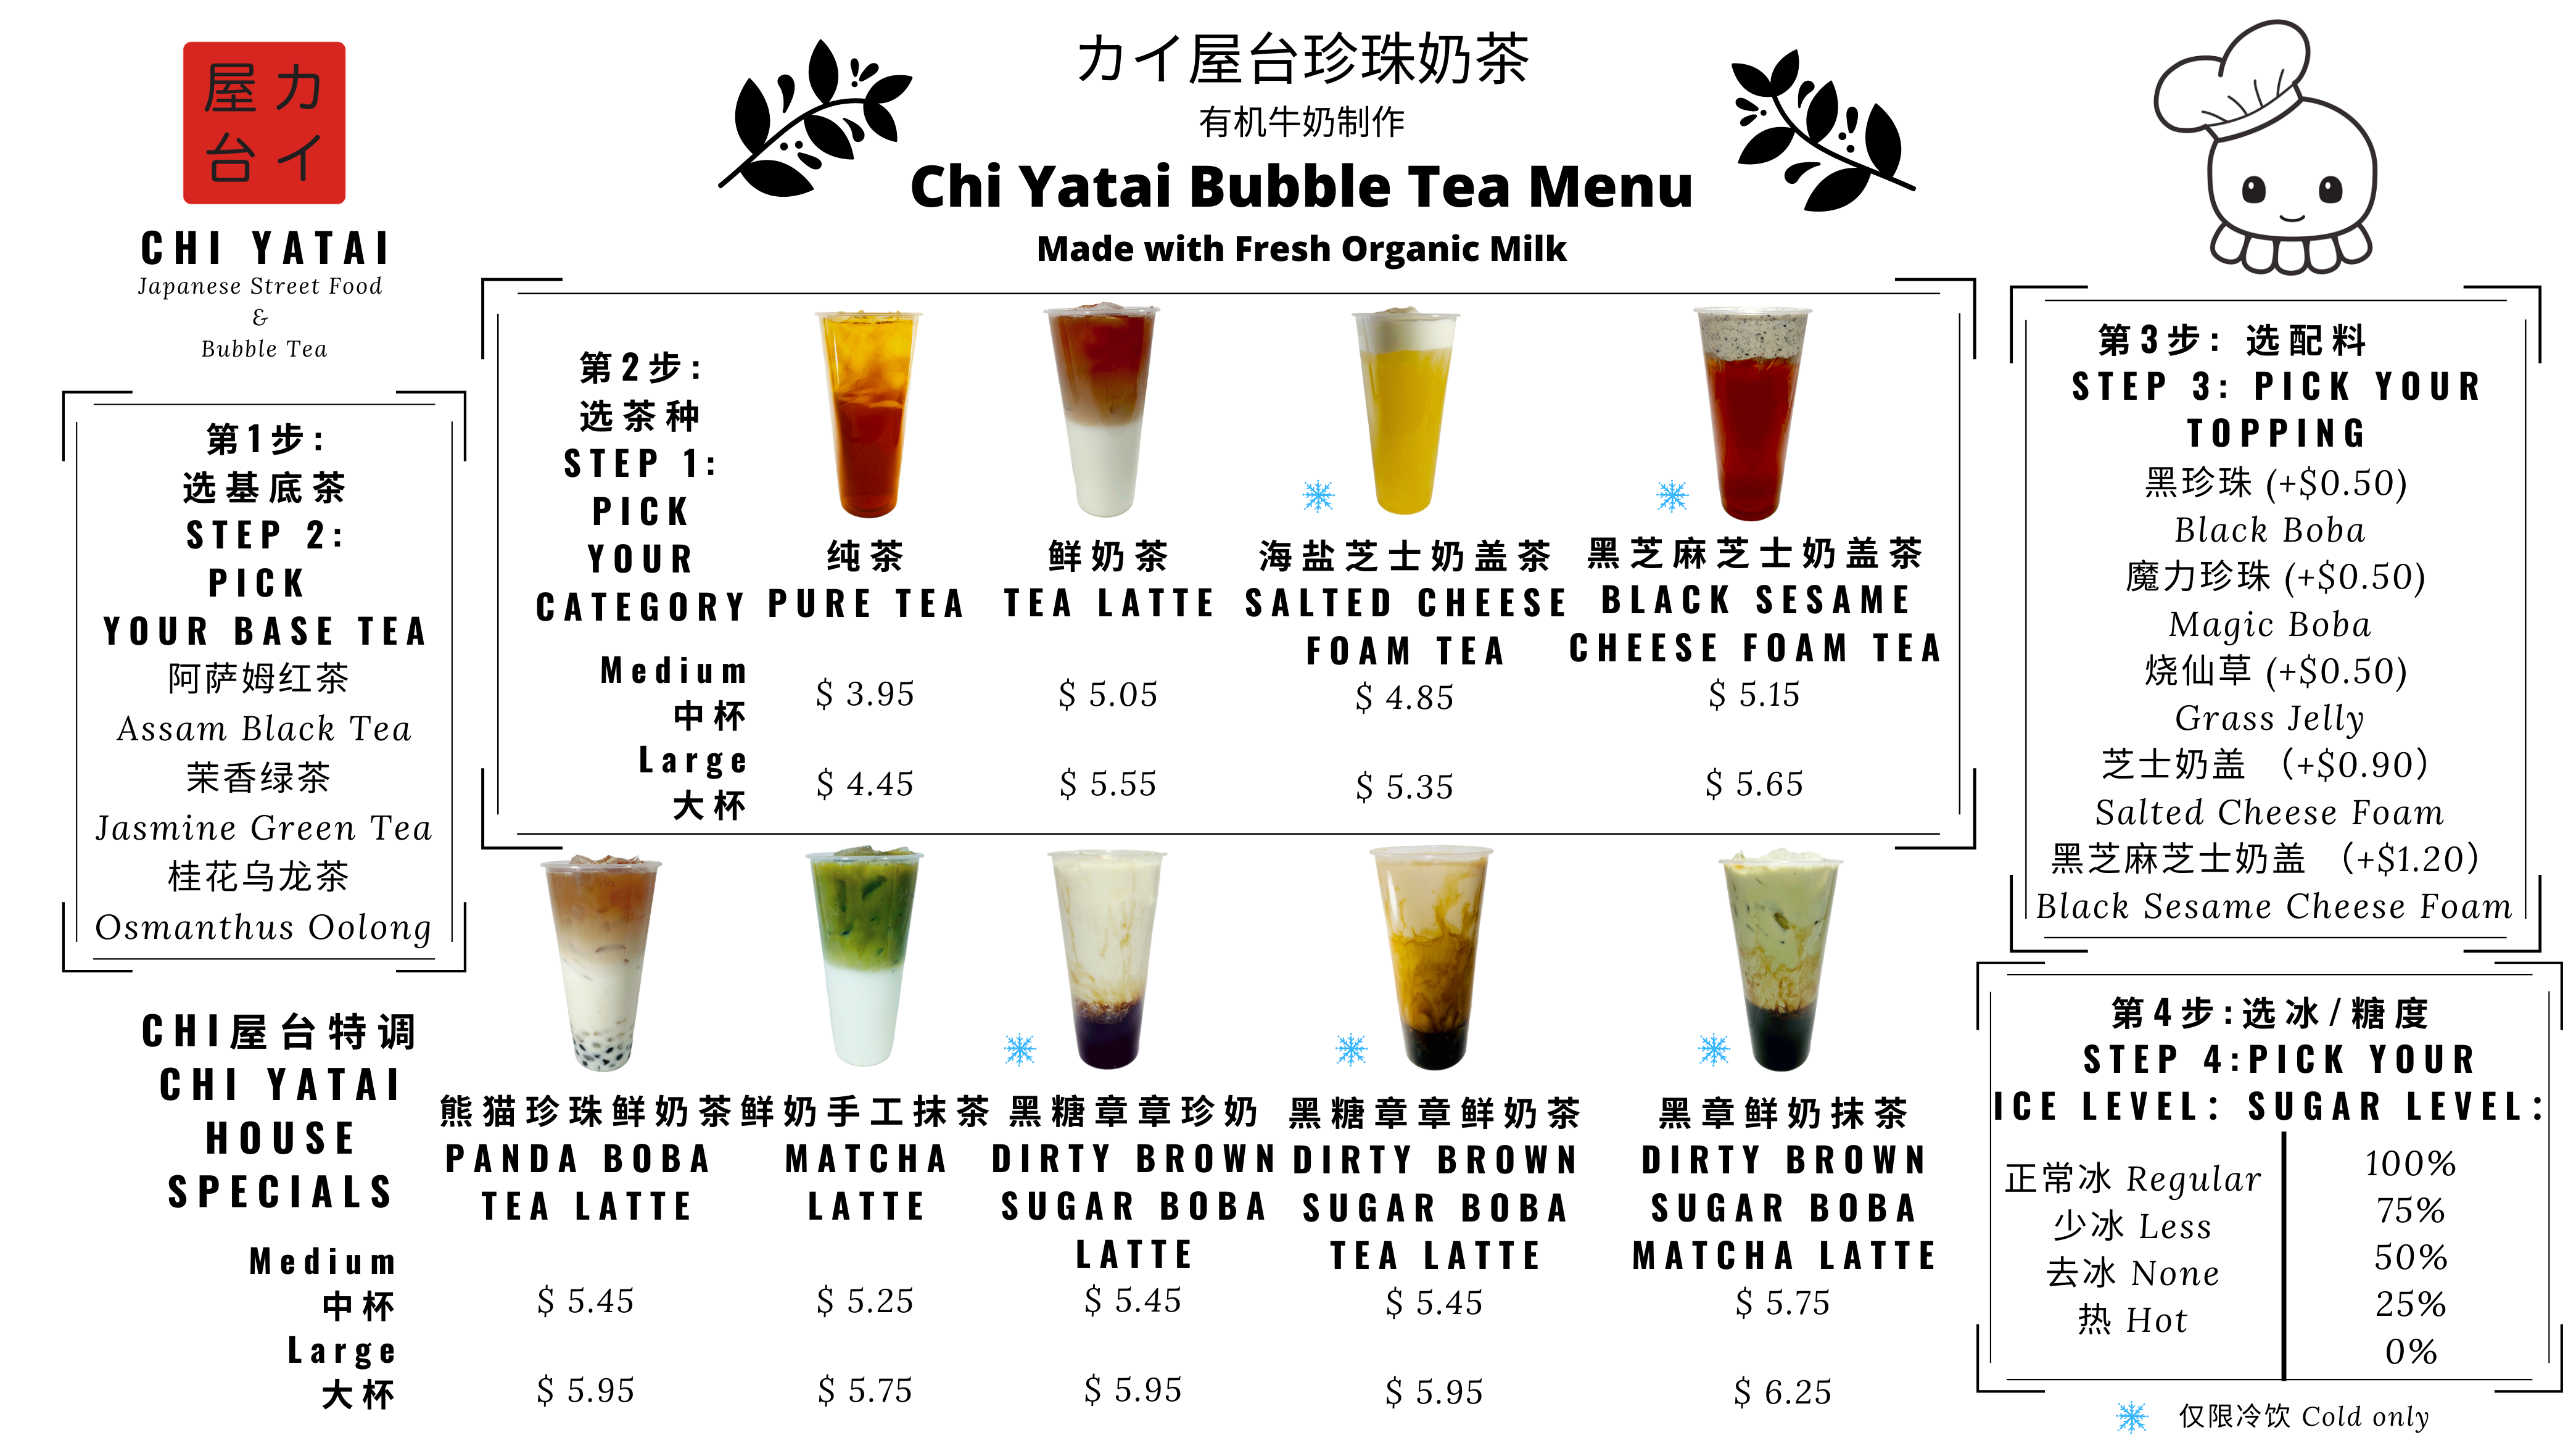 屋カ
台イ
CHI YATAI
Japanese Street Food
&
Bubble Tea
カイ屋台珍珠奶茶
有机牛奶制作
Chi Yatai Bubble Tea Menu
Made with Fresh Organic Milk
第1步:
选基底茶
STEP 2:
PICK
YOUR BASE TEA
阿萨姆红茶
Assam Black Tea
茉香绿茶
Jasmine Green Tea
桂花乌龙茶
Osmanthus Oolong
第2步:
选茶种
STEP 1:
PICK
YOUR
CATEGORY
纯茶
PURE TEA
鲜奶茶
TEA LATTE
海盐芝士奶盖茶
SALTED CHEESE
FOAM TEA
黑芝麻芝士奶盖茶
BLACK SESAME
CHEESE FOAM TEA
Medium
中杯
$ 3.95
$ 5.05
$ 4.85
$ 5.15
Large
大杯
$ 4.45
$ 5.55
$ 5.35
$ 5.65
第3步: 选配料
STEP 3: PICK YOUR
TOPPING
黑珍珠 (+$0.50)
Black Boba
魔力珍珠 (+$0.50)
Magic Boba
烧仙草 (+$0.50)
Grass Jelly
芝士奶盖 （+$0.90）
Salted Cheese Foam
黑芝麻芝士奶盖 （+$1.20）
Black Sesame Cheese Foam
CHI屋台特调
CHI YATAI
HOUSE
SPECIALS
熊猫珍珠鲜奶茶
PANDA BOBA
TEA LATTE
鲜奶手工抹茶
MATCHA
LATTE
黑糖章章珍奶
DIRTY BROWN
SUGAR BOBA
LATTE
黑糖章章鲜奶茶
DIRTY BROWN
SUGAR BOBA
TEA LATTE
黑章鲜奶抹茶
DIRTY BROWN
SUGAR BOBA
MATCHA LATTE
Medium
中杯
$ 5.45
$ 5.25
$ 5.45
$ 5.45
$ 5.75
Large
大杯
$ 5.95
$ 5.75
$ 5.95
$ 5.95
$ 6.25
第4步:选冰/糖度
STEP 4:PICK YOUR
ICE LEVEL: SUGAR LEVEL:
正常冰 Regular
少冰 Less
去冰 None
热 Hot
100%
75%
50%
25%
0%
仅限冷饮 Cold only